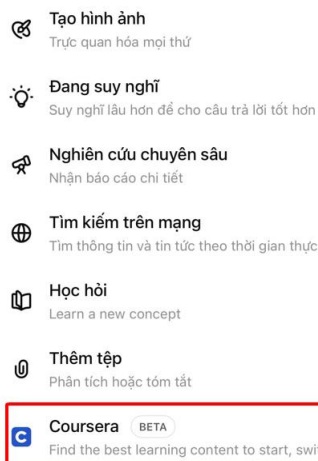 Tạo hình ảnh
Trực quan hóa mọi thứ
Đang suy nghĩ
Suy nghĩ lâu hơn để cho câu trả lời tốt hơn
Nghiên cứu chuyên sâu
Nhận báo cáo chi tiết
Tìm kiếm trên mạng
Tìm thông tin và tin tức theo thời gian thực
Học hỏi
Learn a new concept
Thêm tệp
Phân tích hoặc tóm tắt
Coursera BETA
Find the best learning content to start, swi